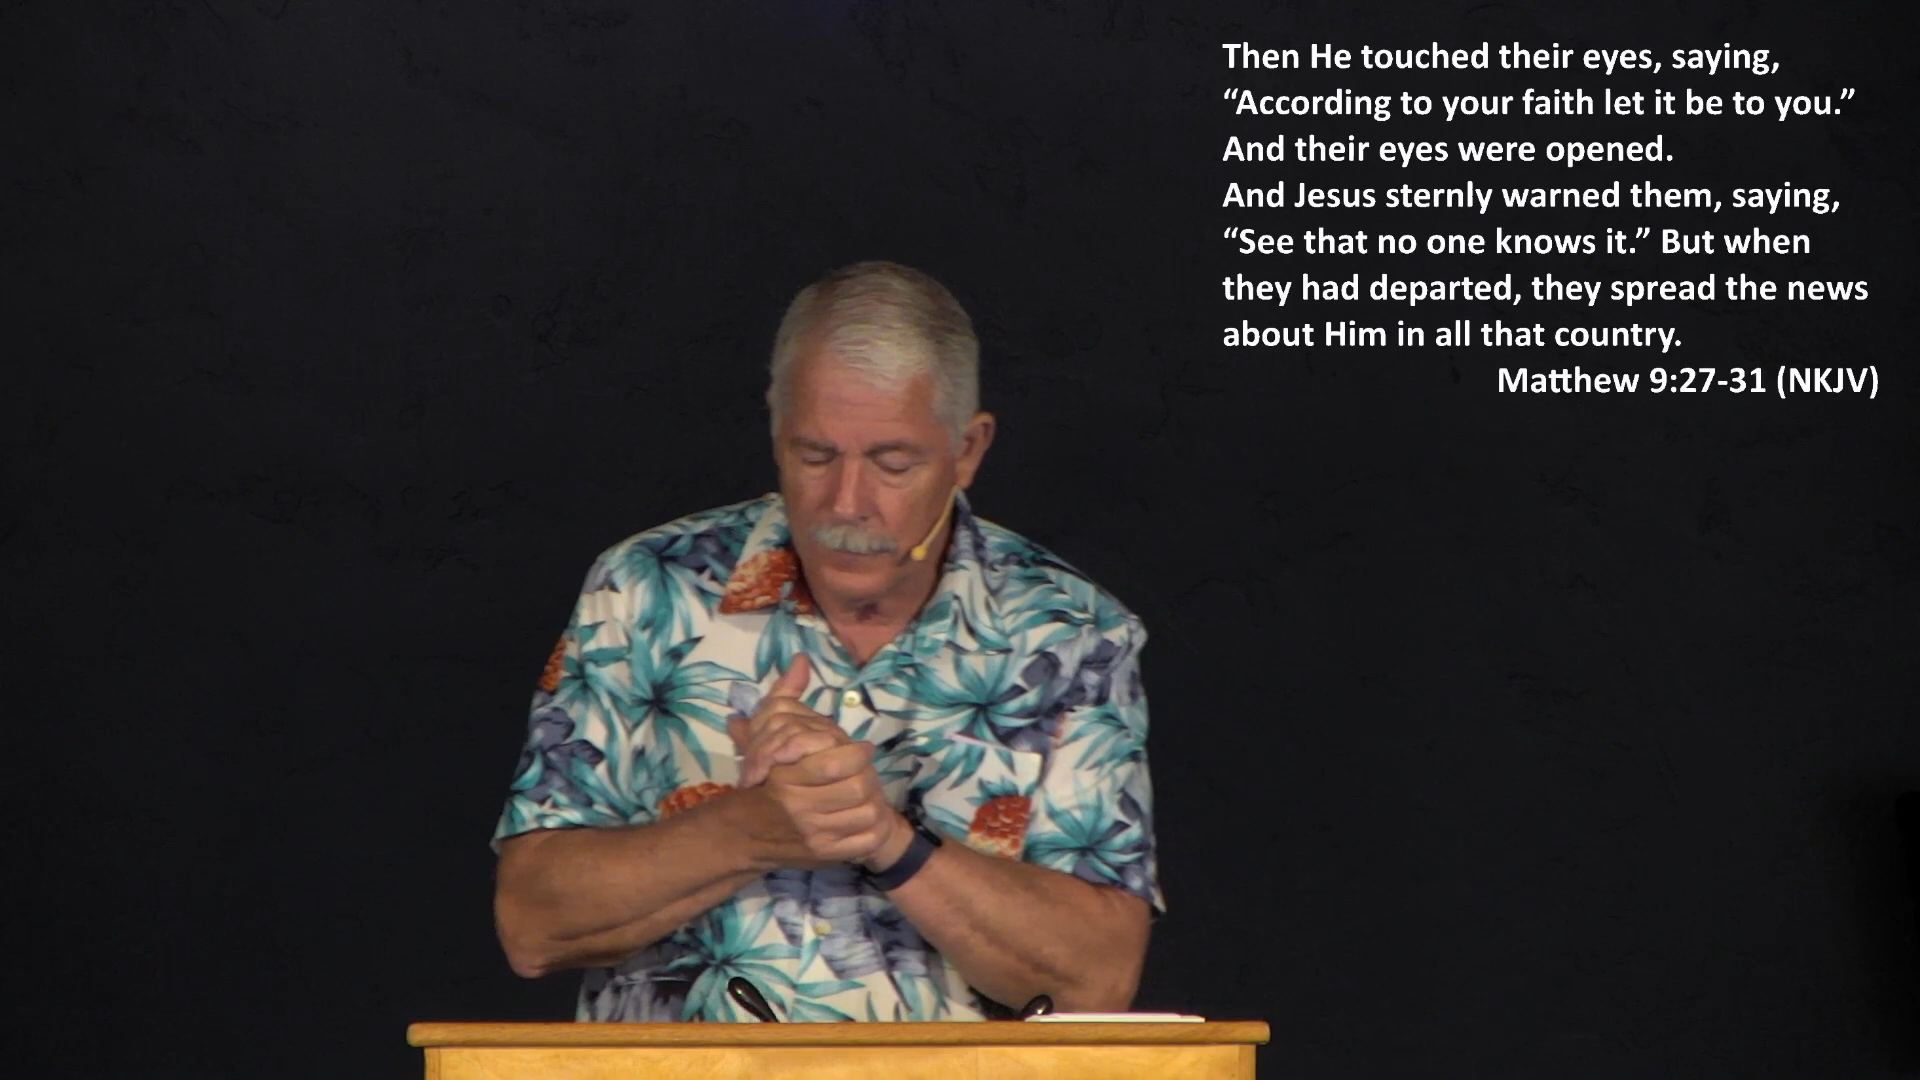 Then He touched their eyes, saying,
“According to your faith let it be to you.”
And their eyes were opened.
And Jesus sternly warned them, saying,
“See that no one knows it.” But when
they had departed, they spread the news
about Him in all that country.
Matthew 9:27-31 (NKJV)